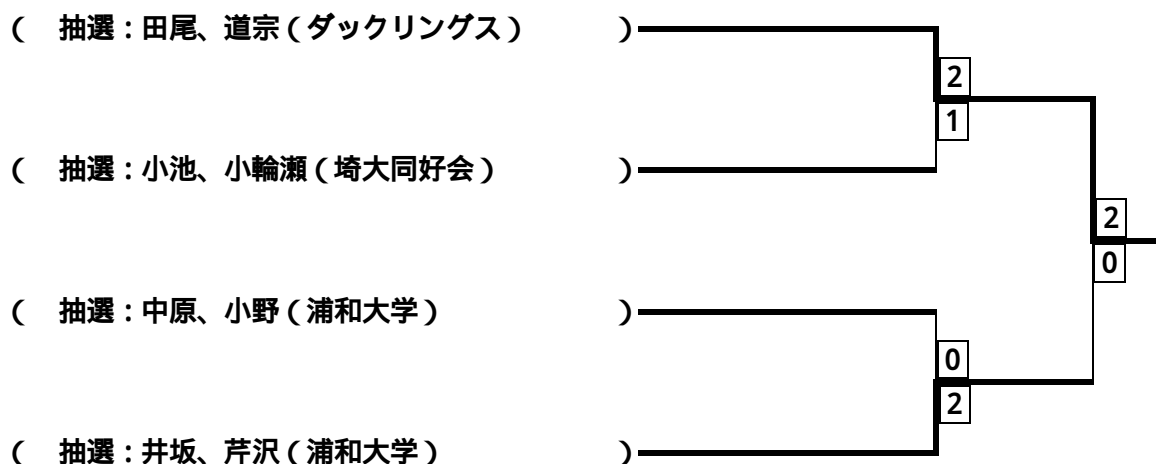 ( 抽選：田尾、道宗（ダックリングス） )
2
1
( 抽選：小池、小輪瀬（埼大同好会） )
2
0
( 抽選：中原、小野（浦和大学） )
0
2
( 抽選：井坂、芹沢（浦和大学） )